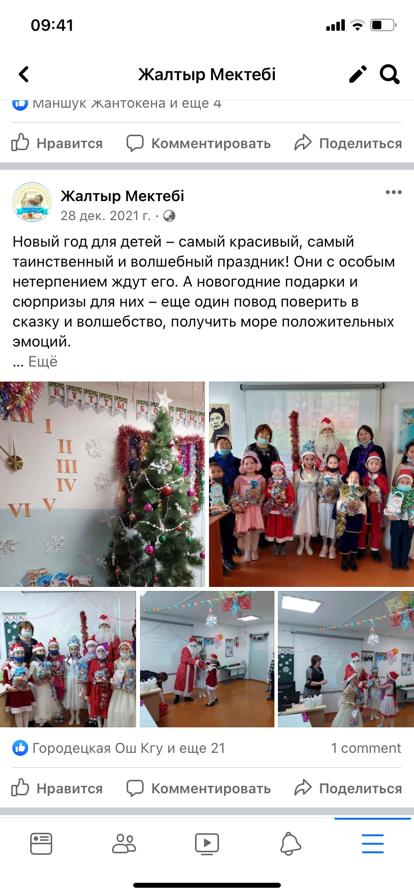 09:41
Жалтыр Мектебі
Маншук Жантокена и еще 4
Нравится
Комментировать
Поделиться
Жалтыр Мектебі
28 дек. 2021 г. ·
Новый год для детей – самый красивый, самый
таинственный и волшебный праздник! Они с особым
нетерпением ждут его. А новогодние подарки и
сюрпризы для них – еще один повод поверить в
сказку и волшебство, получить море положительных
эмоций.
... Ещё
III
I
II
III
IV
VI
V
Городецкая Ош Кгу и еще 21
1 comment
Нравится
Комментировать
Поделиться